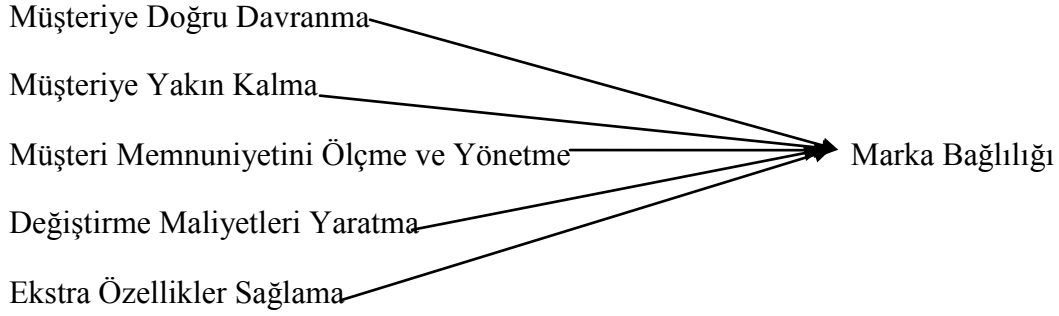 Müşteriye Doğru Davranma
Müşteriye Yakın Kalma
Müşteri Memnuniyetini Ölçme ve Yönetme
Marka Bağlılığı
Değiştirme Maliyetleri Yaratma
Ekstra Özellikler Sağlama